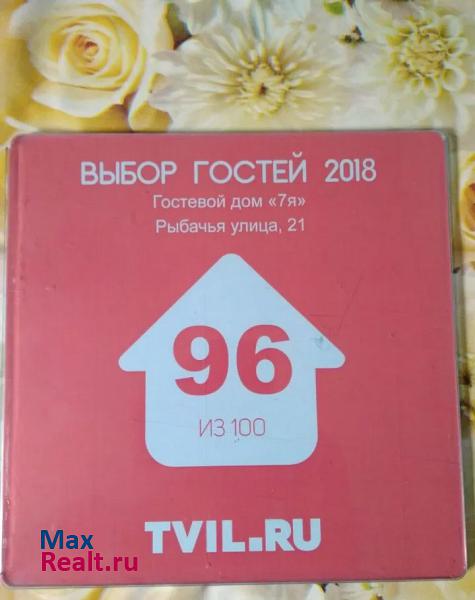 ВЫБОР ГОСТЕЙ 2018
Гостевой дом «7я»
Рыбачья улица, 21
96
ИЗ 100
TVIL.RU
Max
Realt.ru